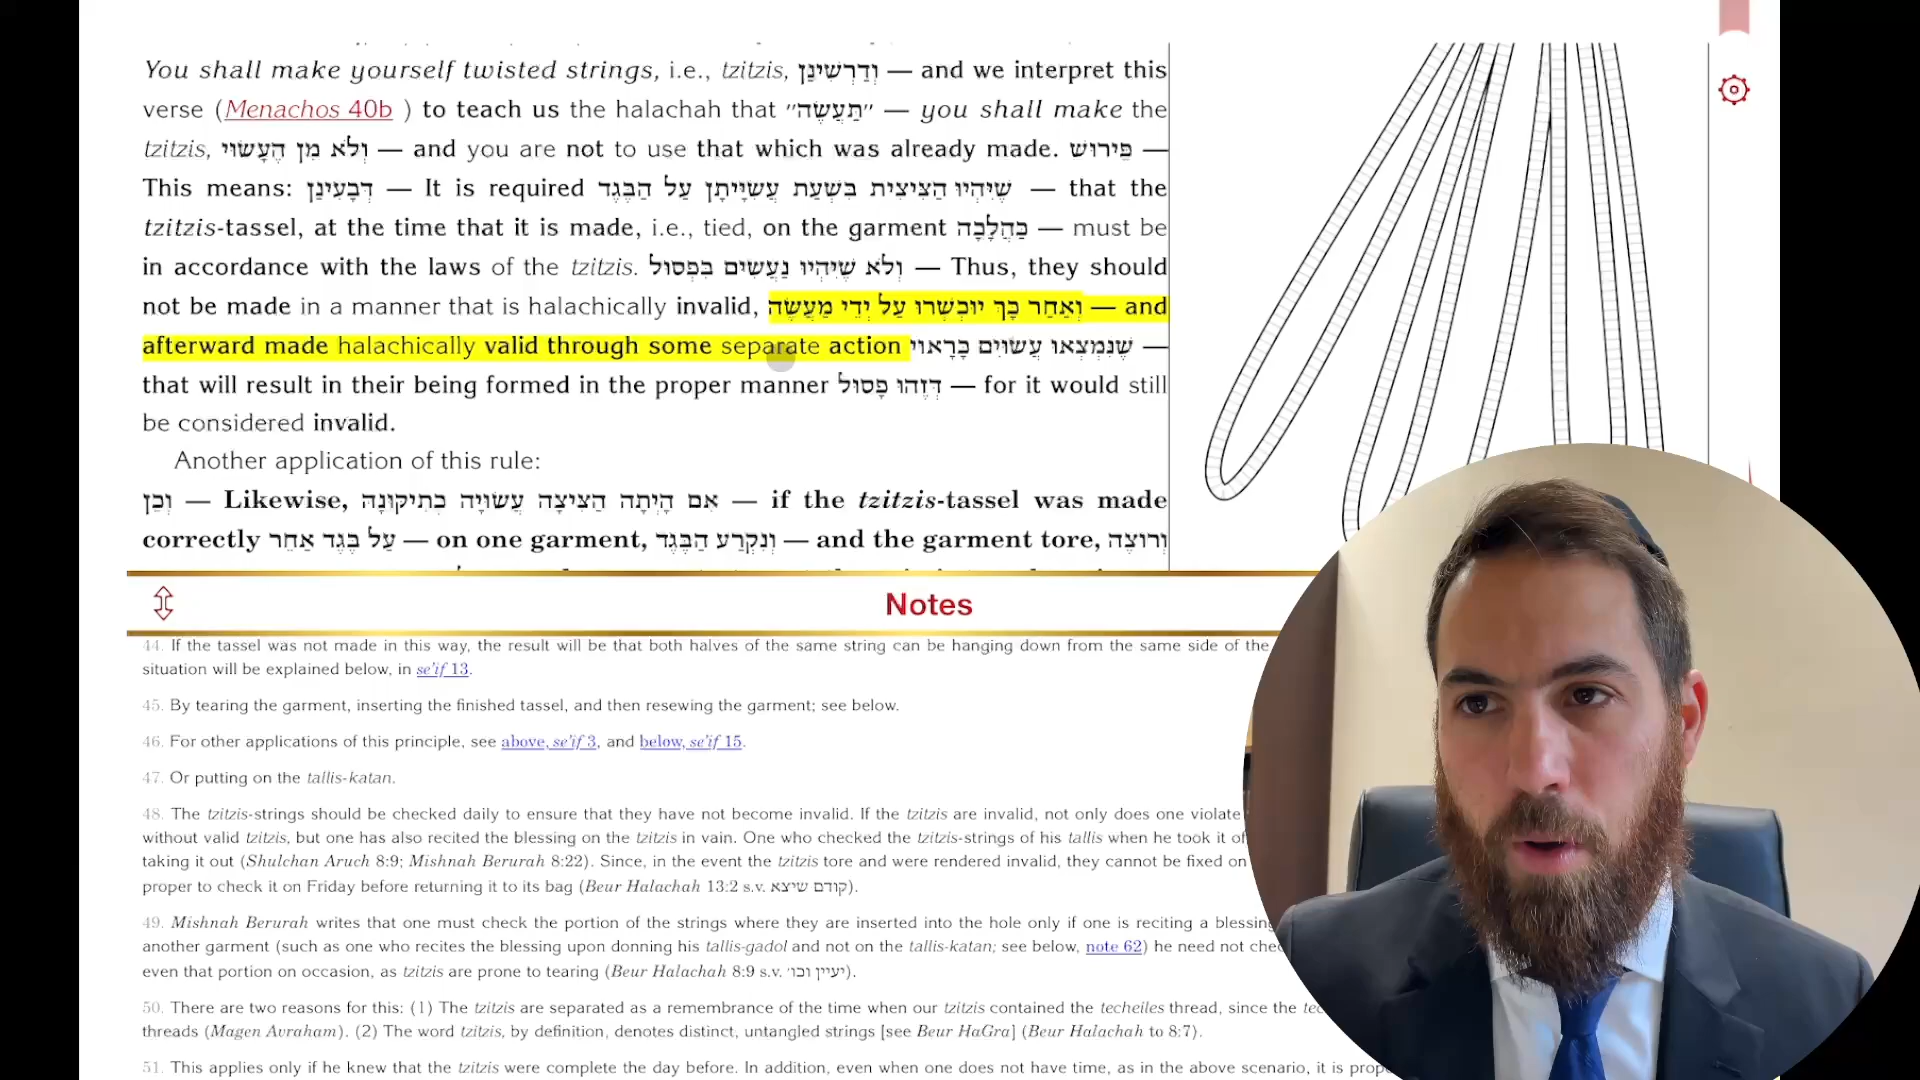 You shall make yourself twisted strings, i.e., tzitzis, וְדַרְשִׁינַן — and we interpret this
verse (Menachos 40b ) to teach us the halachah that ״תַּעֲשֶׂה״ — you shall make the
tzitzis, וְלֹא מִן הֶעָשׂוּי — and you are not to use that which was already made. פֵּירוּשׁ —
This means: דְּבָעִינַן — It is required שֶׁיִּהְיוּ הַצִּיצִית בִּשְׁעַת עֲשִׂיָּיתָן עַל הַבֶּגֶד — that the
tzitzis-tassel, at the time that it is made, i.e., tied, on the garment כַּהֲלָכָה — must be
in accordance with the laws of the tzitzis. וְלֹא שֶׁיִּהְיוּ נַעֲשִׂים בִּפְסוּל — Thus, they should
not be made in a manner that is halachically invalid, וְאַחַר כָּךְ יוּכְשְׁרוּ עַל יְדֵי מַעֲשֶׂה — and
afterward made halachically valid through some separate action שֶׁנִּמְצְאוּ עֲשׂוּיִם כָּרָאוּי —
that will result in their being formed in the proper manner דְּזֶהוּ פָּסוּל — for it would still
be considered invalid.
Another application of this rule:
וְכֵן — Likewise, אִם הָיְתָה הַצִּיצָה עֲשׂוּיָה כְּתִיקוּנָהּ — if the tzitzis-tassel was made
correctly עַל בֶּגֶד אַחֵר — on one garment, וְנִקְרַע הַבֶּגֶד — and the garment tore, וְרוֹצֶה
Notes
44. If the tassel was not made in this way, the result will be that both halves of the same string can be hanging down from the same side of the
situation will be explained below, in se'if 13.
45. By tearing the garment, inserting the finished tassel, and then resewing the garment; see below.
46. For other applications of this principle, see above, se'if 3, and below, se'if 15.
47. Or putting on the tallis-katan.
48. The tzitzis-strings should be checked daily to ensure that they have not become invalid. If the tzitzis are invalid, not only does one violate
without valid tzitzis, but one has also recited the blessing on the tzitzis in vain. One who checked the tzitzis-strings of his tallis when he took it
taking it out (Shulchan Aruch 8:9; Mishnah Berurah 8:22). Since, in the event the tzitzis tore and were rendered invalid, they cannot be fixed on
proper to check it on Friday before returning it to its bag (Beur Halachah 13:2 s.v. קודם שיצא).
49. Mishnah Berurah writes that one must check the portion of the strings where they are inserted into the hole only if one is reciting a blessing
another garment (such as one who recites the blessing upon donning his tallis-gadol and not on the tallis-katan; see below, note 62) he need not
even that portion on occasion, as tzitzis are prone to tearing (Beur Halachah 8:9 s.v. יעיין וכו׳).
50. There are two reasons for this: (1) The tzitzis are separated as a remembrance of the time when our tzitzit contained the techeiles thread, since the
threads (Magen Avraham). (2) The word tzitzis, by definition, denotes distinct, untangled strings [see Beur HaGra] (Beur Halachah to 8:7).
51. This applies only if he knew that the tzitzis were complete the day before. In addition, even when one does not have time, as in the above scenario, it is